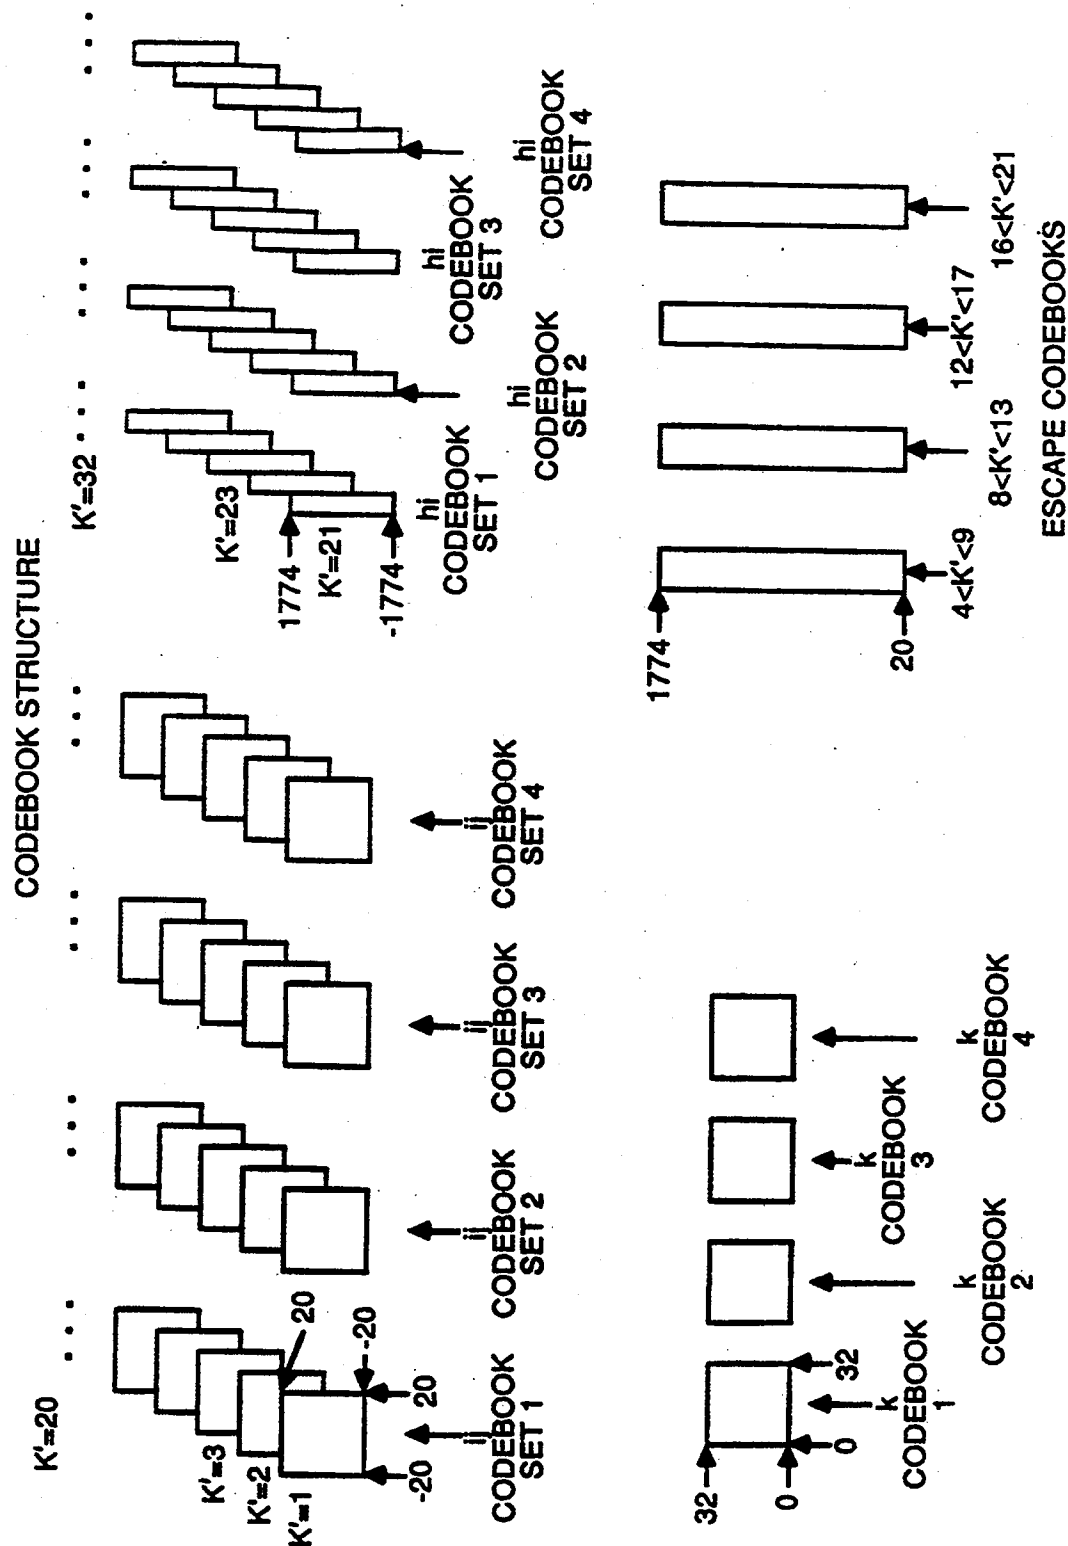 CODEBOOK STRUCTURE
K'=20
K'=3
K'=2
K'=1
20
-20
-20
20
ij
CODEBOOK
SET 1
ij
CODEBOOK
SET 2
ij
CODEBOOK
SET 3
ij
CODEBOOK
SET 4
K'=32
K'=23
1774
K'=21
-1774
hi
CODEBOOK
SET 1
hi
CODEBOOK
SET 2
hi
CODEBOOK
SET 3
hi
CODEBOOK
SET 4
32
0
0
32
k
CODEBOOK
1
k
CODEBOOK
2
k
CODEBOOK
3
k
CODEBOOK
4
1774
20
4<K'<9
8<K'<13
12<K'<17
16<K'<21
ESCAPE CODEBOOKS